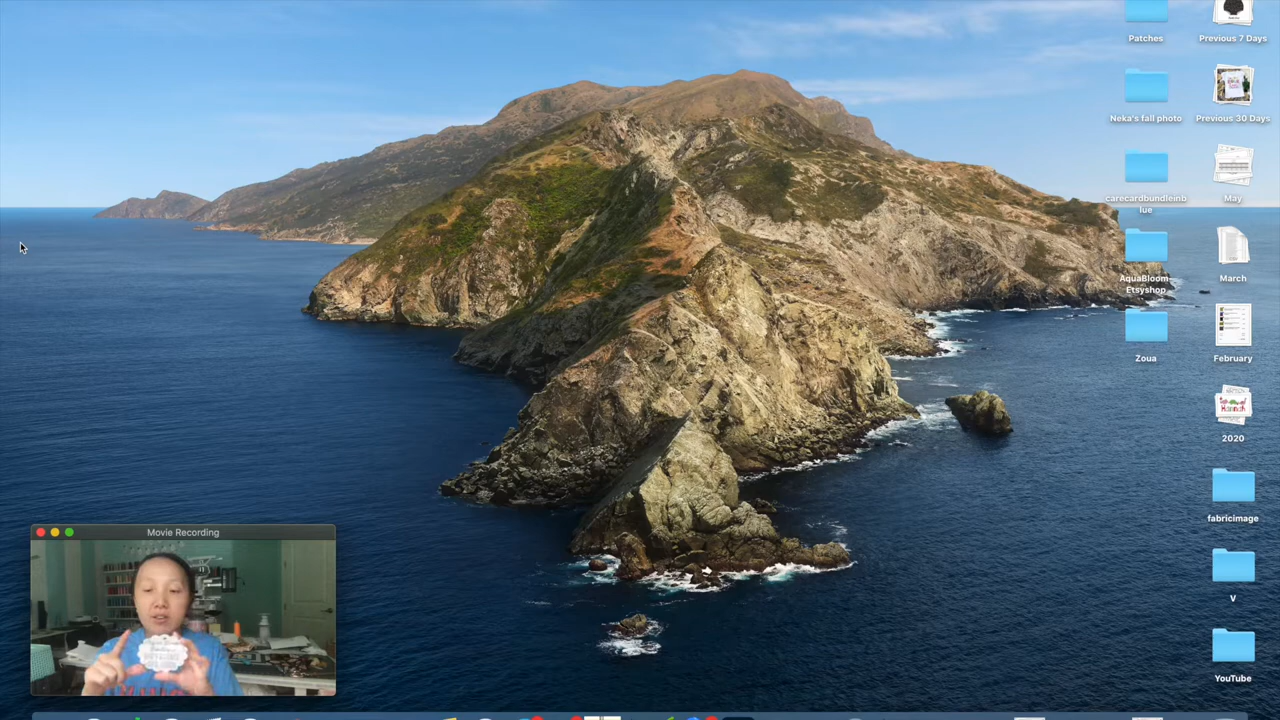 Patches
Previous 7 Days
Neka's fall photo
Previous 30 Days
carecardbundleinb
lue
May
AquaBloom-
Etsyshop
March
Zoua
February
Hannah
2020
fabricimage
V
YouTube
Movie Recording